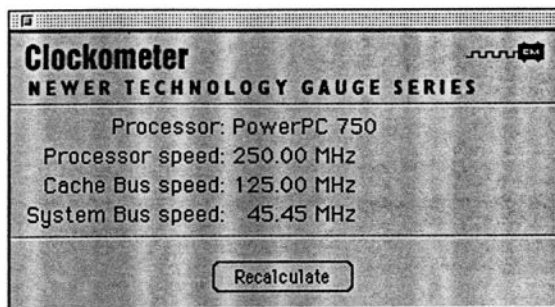 Clockometer
CM
NEWER TECHNOLOGY GAUGE SERIES
Processor: PowerPC 750
Processor speed: 250.00 MHz
Cache Bus speed: 125.00 MHz
System Bus speed: 45.45 MHz
Recalculate